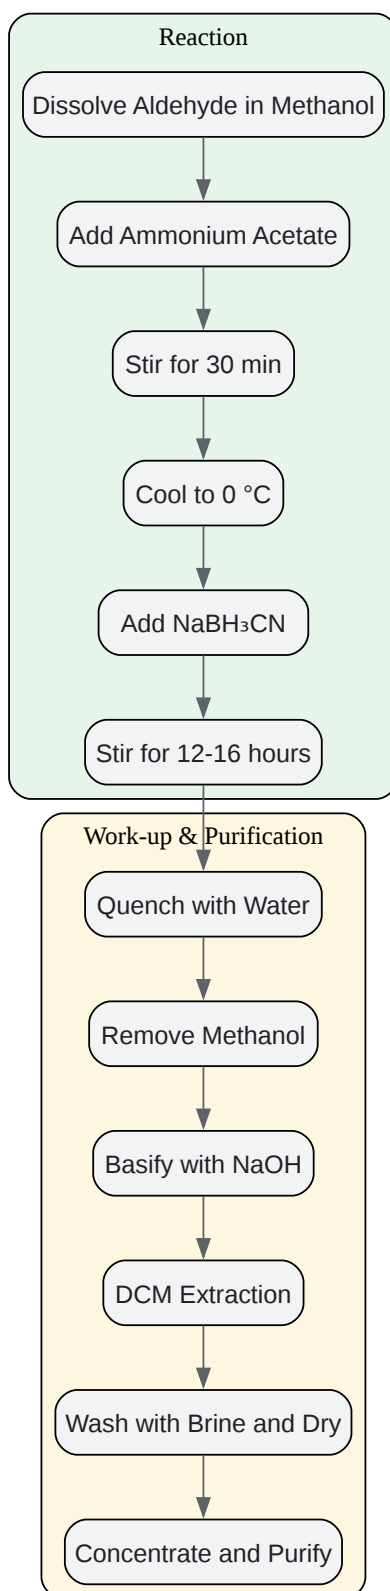 Reaction
Dissolve Aldehyde in Methanol
Add Ammonium Acetate
Stir for 30 min
Cool to 0 °C
Add NaBH₃CN
Stir for 12-16 hours
Work-up & Purification
Quench with Water
Remove Methanol
Basify with NaOH
DCM Extraction
Wash with Brine and Dry
Concentrate and Purify